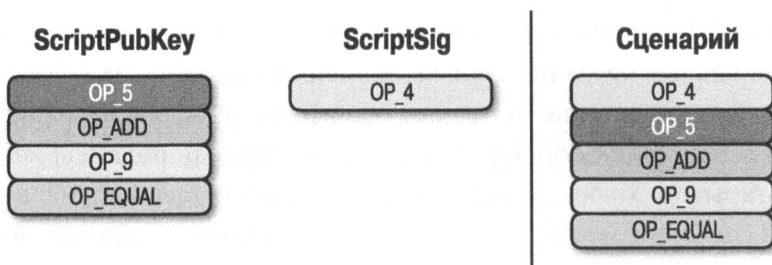 ScriptPubKey
OP_5
OP_ADD
OP_9
OP_EQUAL
ScriptSig
OP_4
Сценарий
OP_4
OP_5
OP_ADD
OP_9
OP_EQUAL